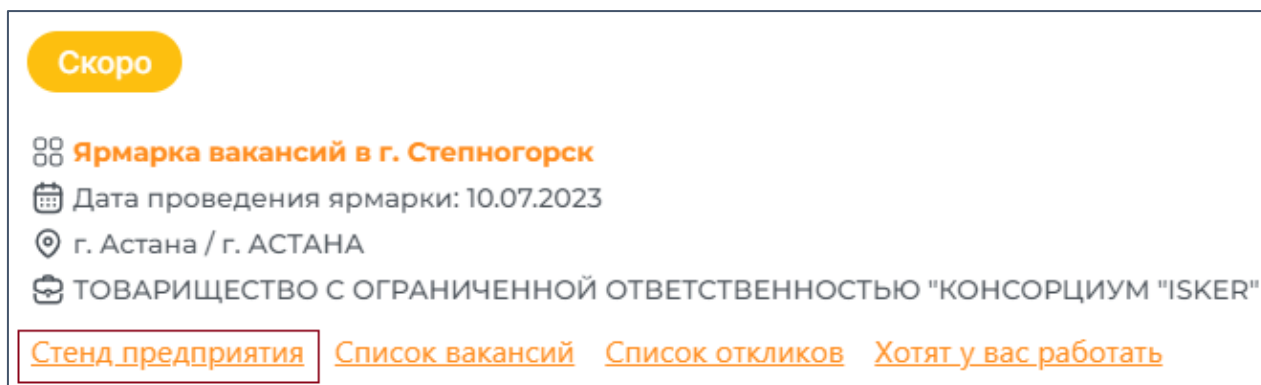 Скоро
Ярмарка вакансий в г. Степногорск
Дата проведения ярмарки: 10.07.2023
г. Астана / г. АСТАНА
ТОВАРИЩЕСТВО С ОГРАНИЧЕННОЙ ОТВЕТСТВЕННОСТЬЮ "КОНСОРЦИУМ "ISKER"
Стенд предприятия Список вакансий Список откликов Хотят у вас работать